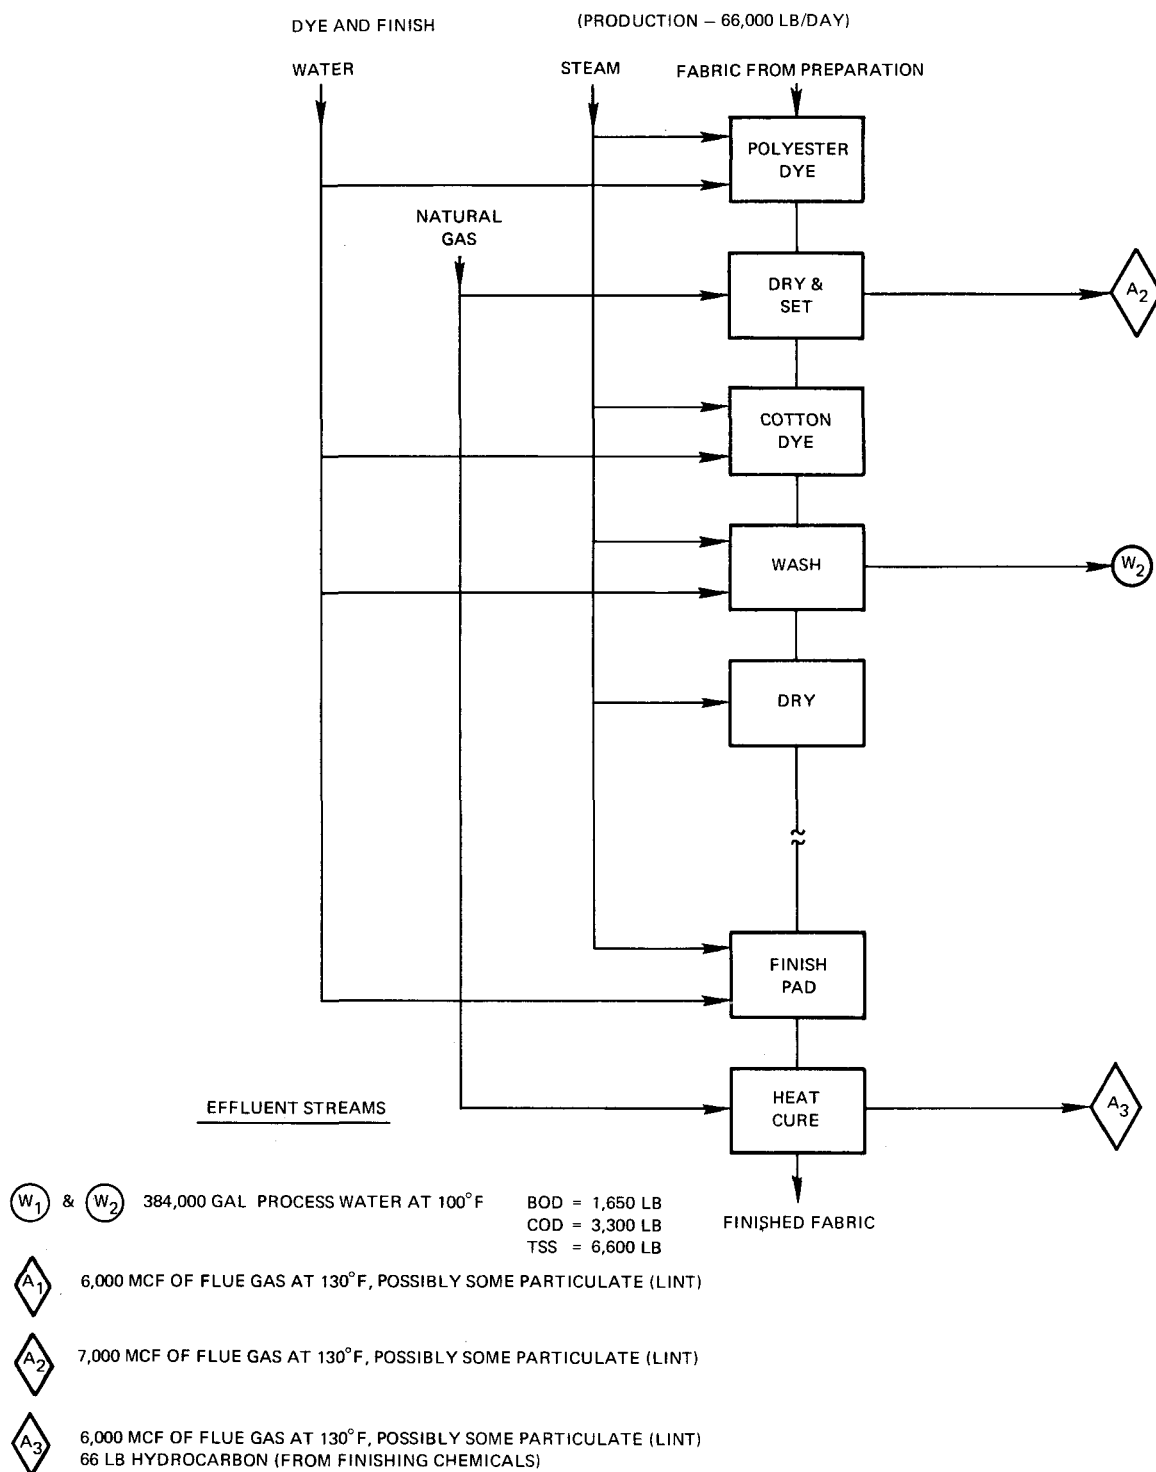 DYE AND FINISH
(PRODUCTION – 66,000 LB/DAY)
WATER
STEAM
FABRIC FROM PREPARATION
POLYESTER
DYE
NATURAL
GAS
DRY &
SET
A2
COTTON
DYE
WASH
W2
DRY
FINISH
PAD
HEAT
CURE
A3
EFFLUENT STREAMS
FINISHED FABRIC
W1 & W2 384,000 GAL PROCESS WATER AT 100°F
BOD = 1,650 LB
COD = 3,300 LB
TSS = 6,600 LB
A1 6,000 MCF OF FLUE GAS AT 130°F, POSSIBLY SOME PARTICULATE (LINT)
A2 7,000 MCF OF FLUE GAS AT 130°F, POSSIBLY SOME PARTICULATE (LINT)
A3 6,000 MCF OF FLUE GAS AT 130°F, POSSIBLY SOME PARTICULATE (LINT)
66 LB HYDROCARBON (FROM FINISHING CHEMICALS)